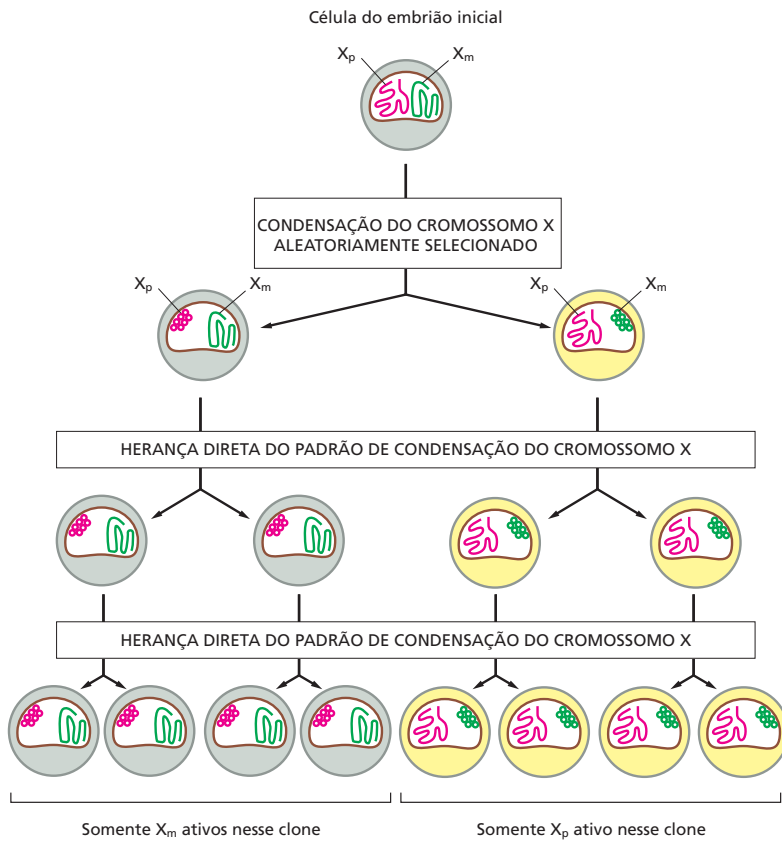 Célula do embrião inicial
Xp Xm
CONDENSAÇÃO DO CROMOSSOMO X
ALEATORIAMENTE SELECIONADO
Xp Xm Xp Xm
HERANÇA DIRETA DO PADRÃO DE CONDENSAÇÃO DO CROMOSSOMO X
HERANÇA DIRETA DO PADRÃO DE CONDENSAÇÃO DO CROMOSSOMO X
Somente Xm ativos nesse clone Somente Xp ativo nesse clone